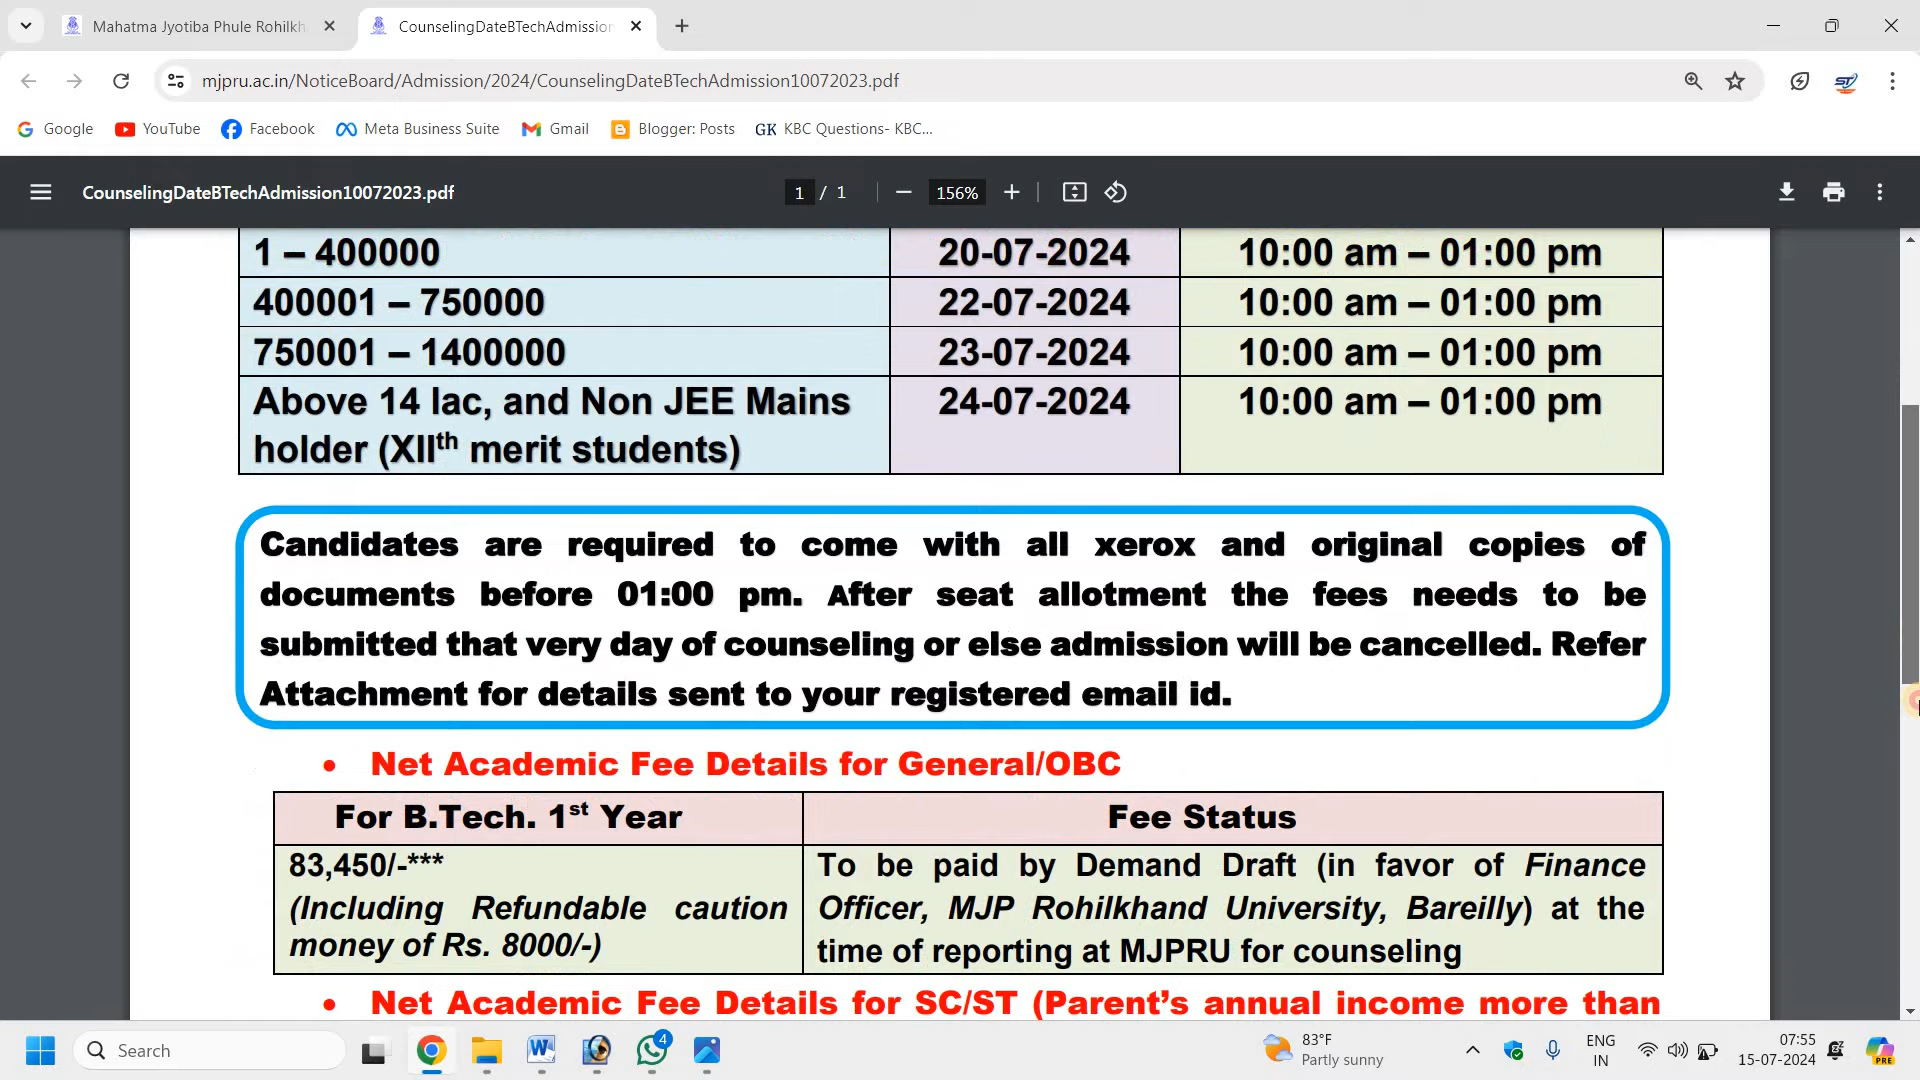 Mahatma Jyotiba Phule Rohilkh
CounselingDateBTechAdmission
mjpru.ac.in/NoticeBoard/Admission/2024/CounselingDateBTechAdmission10072023.pdf
Google YouTube Facebook Meta Business Suite Gmail Blogger: Posts GK KBC Questions- KBC...
CounselingDateBTechAdmission10072023.pdf 1 / 1 156%
1 – 400000 20-07-2024 10:00 am – 01:00 pm
400001 – 750000 22-07-2024 10:00 am – 01:00 pm
750001 – 1400000 23-07-2024 10:00 am – 01:00 pm
Above 14 lac, and Non JEE Mains 24-07-2024 10:00 am – 01:00 pm
holder (XIIth merit students)
Candidates are required to come with all xerox and original copies of
documents before 01:00 pm. After seat allotment the fees needs to be
submitted that very day of counseling or else admission will be cancelled. Refer
Attachment for details sent to your registered email id.
• Net Academic Fee Details for General/OBC
For B.Tech. 1st Year Fee Status
83,450/-*** To be paid by Demand Draft (in favor of Finance
(Including Refundable caution Officer, MJP Rohilkhand University, Bareilly) at the
money of Rs. 8000/-) time of reporting at MJPRU for counseling
• Net Academic Fee Details for SC/ST (Parent's annual income more than
Search
4
83°F
Partly sunny
ENG
IN
07:55
15-07-2024
PRE